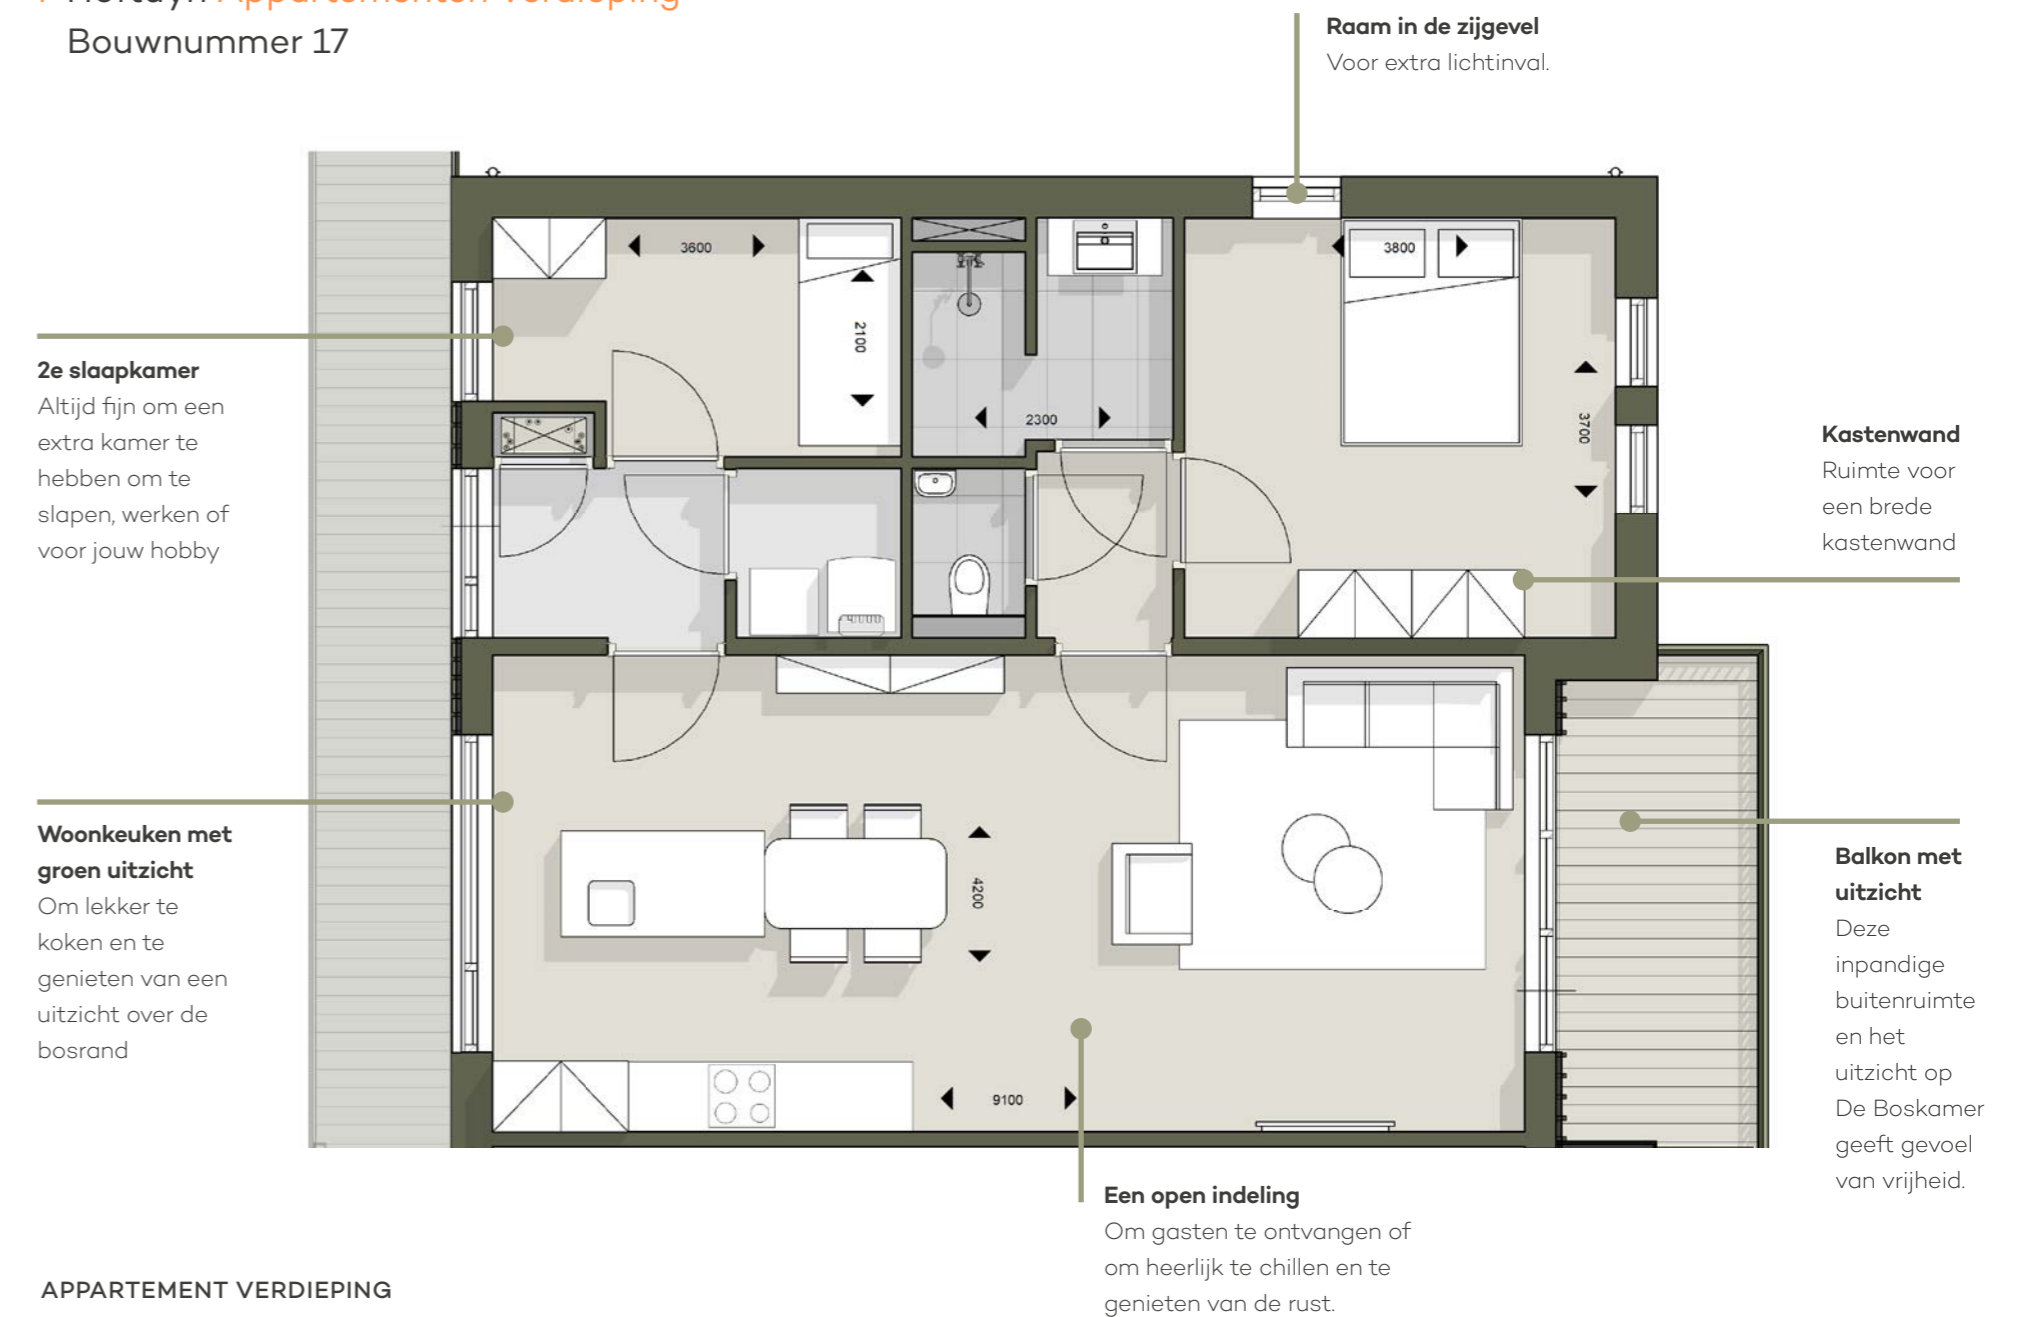 Appartementen Verdieping
Bouwnummer 17
Raam in de zijgevel
Voor extra lichtinval.
3600
3800
2100
2300
3700
2e slaapkamer
Altijd fijn om een
extra kamer te
hebben om te
slapen, werken of
voor jouw hobby
Kastenwand
Ruimte voor
een brede
kastenwand
Woonkeuken met
groen uitzicht
Om lekker te
koken en te
genieten van een
uitzicht over de
bosrand
4200
9100
Balkon met
uitzicht
Deze
inpandige
buitenruimte
en het
uitzicht op
De Boskamer
geeft gevoel
van vrijheid.
Een open indeling
Om gasten te ontvangen of
om heerlijk te chillen en te
genieten van de rust.
APPARTEMENT VERDIEPING